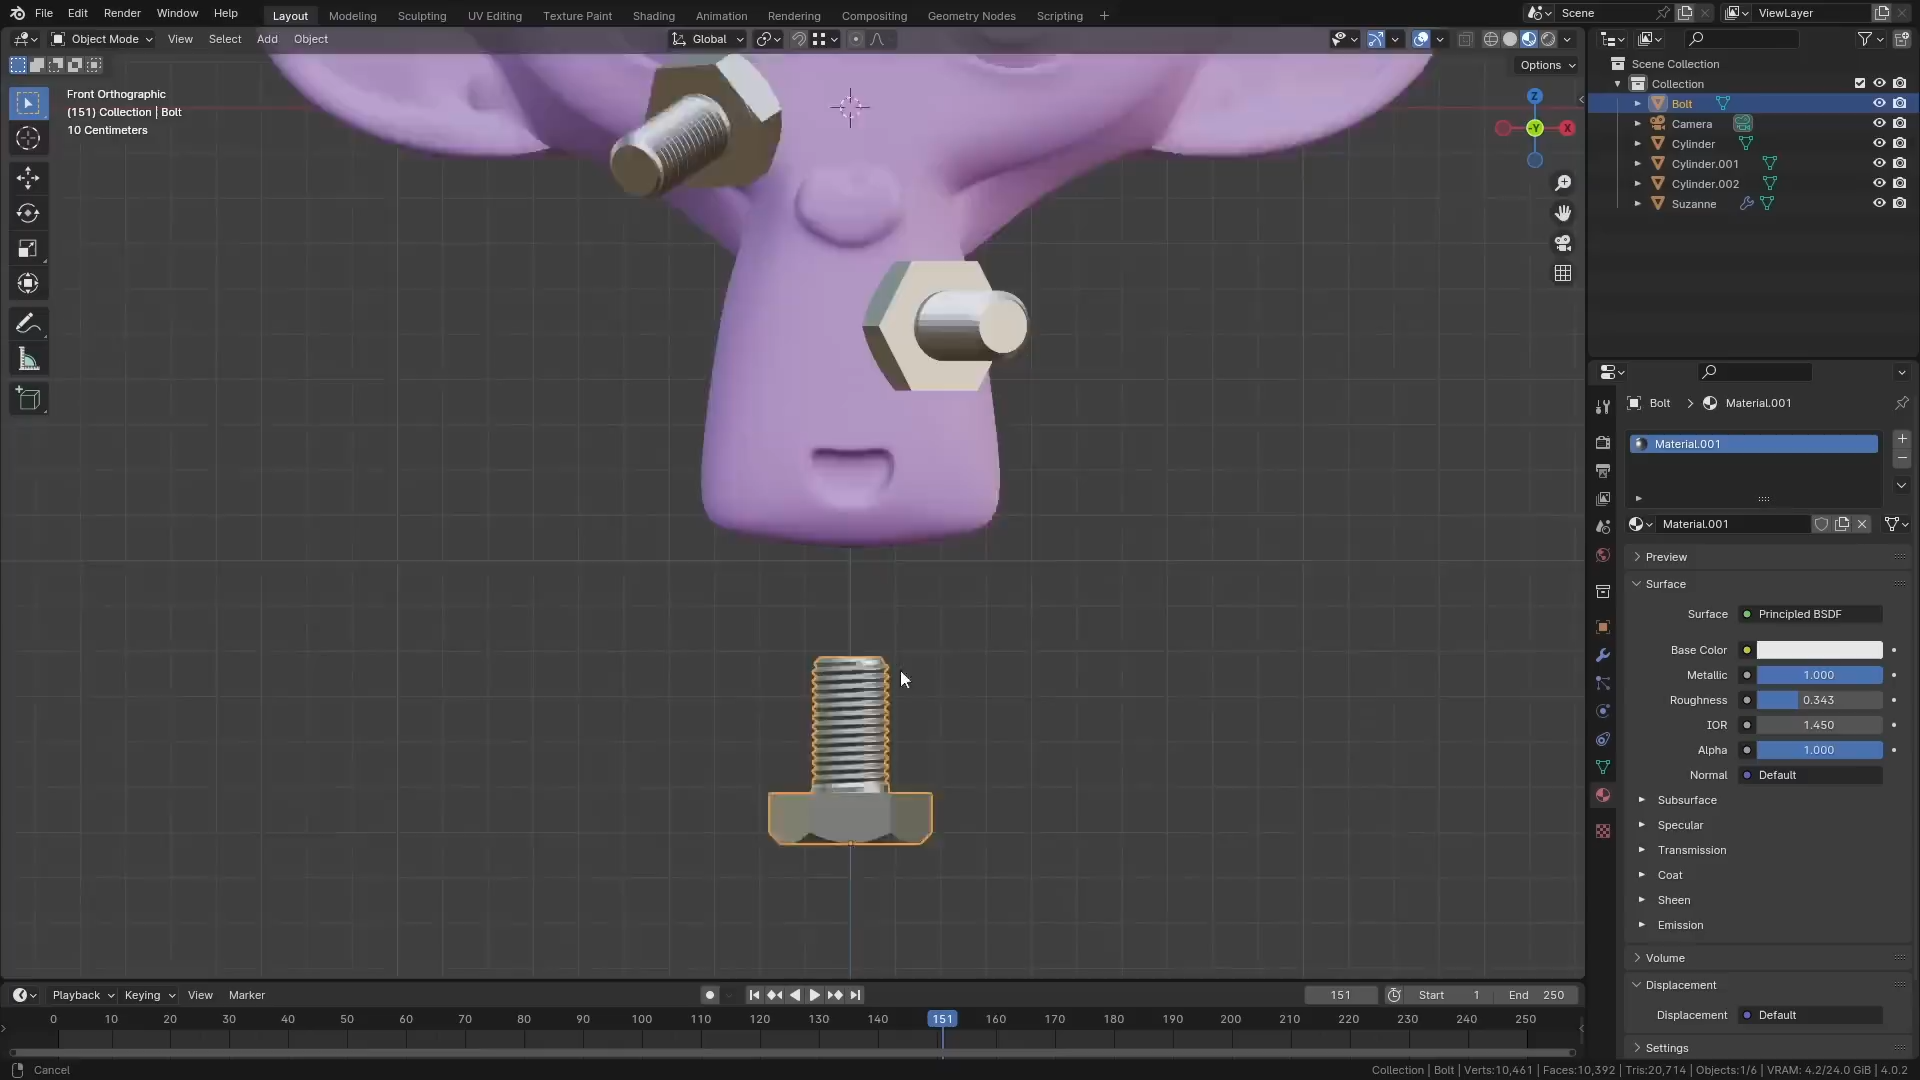 File Edit Render Window Help
Layout Modeling Sculpting UV Editing Texture Paint Shading Animation Rendering Compositing Geometry Nodes Scripting +
Scene
ViewLayer
Object Mode View Select Add Object
Global
Options
Front Orthographic
(151) Collection | Bolt
10 Centimeters
Z
-Y
X
Scene Collection
Collection
Bolt
Camera
Cylinder
Cylinder.001
Cylinder.002
Suzanne
Bolt > Material.001
Material.001
Material.001
Preview
Surface
Surface Principled BSDF
Base Color
Metallic 1.000
Roughness 0.343
IOR 1.450
Alpha 1.000
Normal Default
Subsurface
Specular
Transmission
Coat
Sheen
Emission
Volume
Displacement
Displacement Default
Settings
Playback Keying View Marker
151 Start 1 End 250
0 10 20 30 40 50 60 70 80 90 100 110 120 130 140 151 160 170 180 190 200 210 220 230 240 250
Cancel
Collection | Bolt | Verts:10,461 | Faces:10,392 | Tris:20,714 | Objects:1/6 | VRAM: 4.2/24.0 GiB | 4.0.2